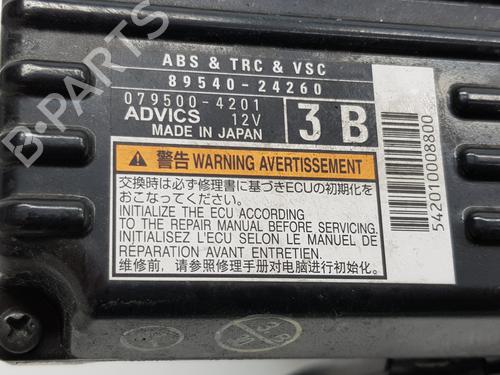 ABS & TRC & VSC
89540-24260
079500-4201
ADVICS 12V
MADE IN JAPAN
3 B
警告 WARNING AVERTISSEMENT
交換時は必ず修理書に基づきECUの初期化を
おこなってください。
INITIALIZE THE ECU ACCORDING
TO THE REPAIR MANUAL BEFORE SERVICING.
INITIALISEZ L'ECU SELON LE MANUEL DE
RÉPARATION AVANT ENTRETIEN.
维修前，请参照修理手册对电脑进行初始化。
542010008800
B-Parts